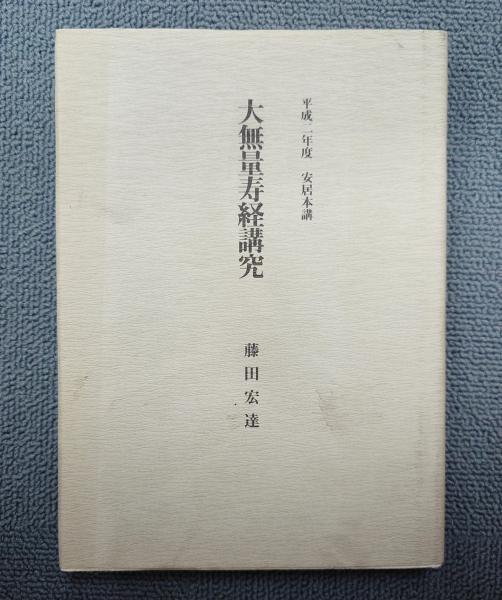 平成二年度　安居本講
大無量寿経講究
藤田宏達